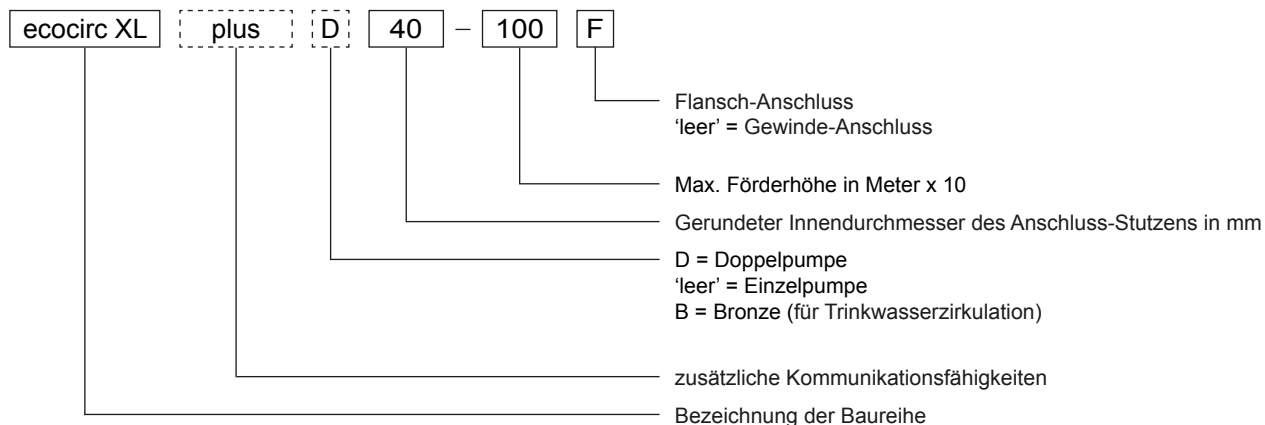 ecocirc XL plus D 40 – 100 F
Flansch-Anschluss
‘leer’ = Gewinde-Anschluss
Max. Förderhöhe in Meter x 10
Gerundeter Innendurchmesser des Anschluss-Stutzens in mm
D = Doppelpumpe
‘leer’ = Einzelpumpe
B = Bronze (für Trinkwasserzirkulation)
zusätzliche Kommunikationsfähigkeiten
Bezeichnung der Baureihe